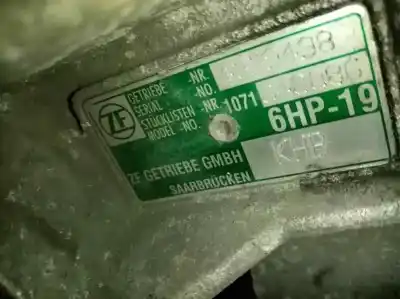 GETRIEBE -NR.
SERIAL -NO.
STÜCKLISTEN -NR. 1071
MODEL -NO.
ZF
6HP-19
ZF GETRIEBE GMBH
SAARBRÜCKEN